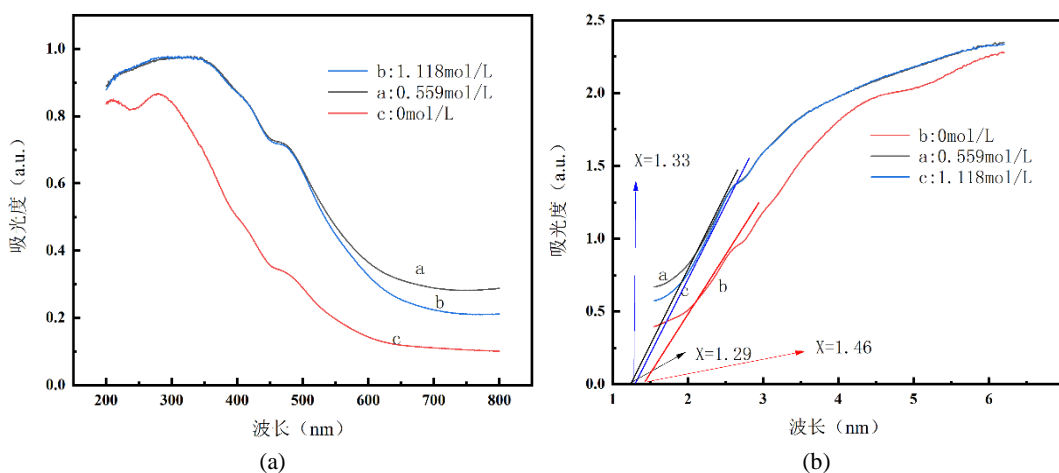 1.0
0.8
0.6
0.4
0.2
0.0
吸光度 (a.u.)
b:1.118mol/L
a:0.559mol/L
c:0mol/L
a
b
c
200 300 400 500 600 700 800
波长（nm）
(a)
2.5
2.0
1.5
1.0
0.5
0.0
吸光度 (a.u.)
b:0mol/L
a:0.559mol/L
c:1.118mol/L
X=1.33
a
c
b
X=1.29
X=1.46
1 2 3 4 5 6 7
波长（nm）
(b)